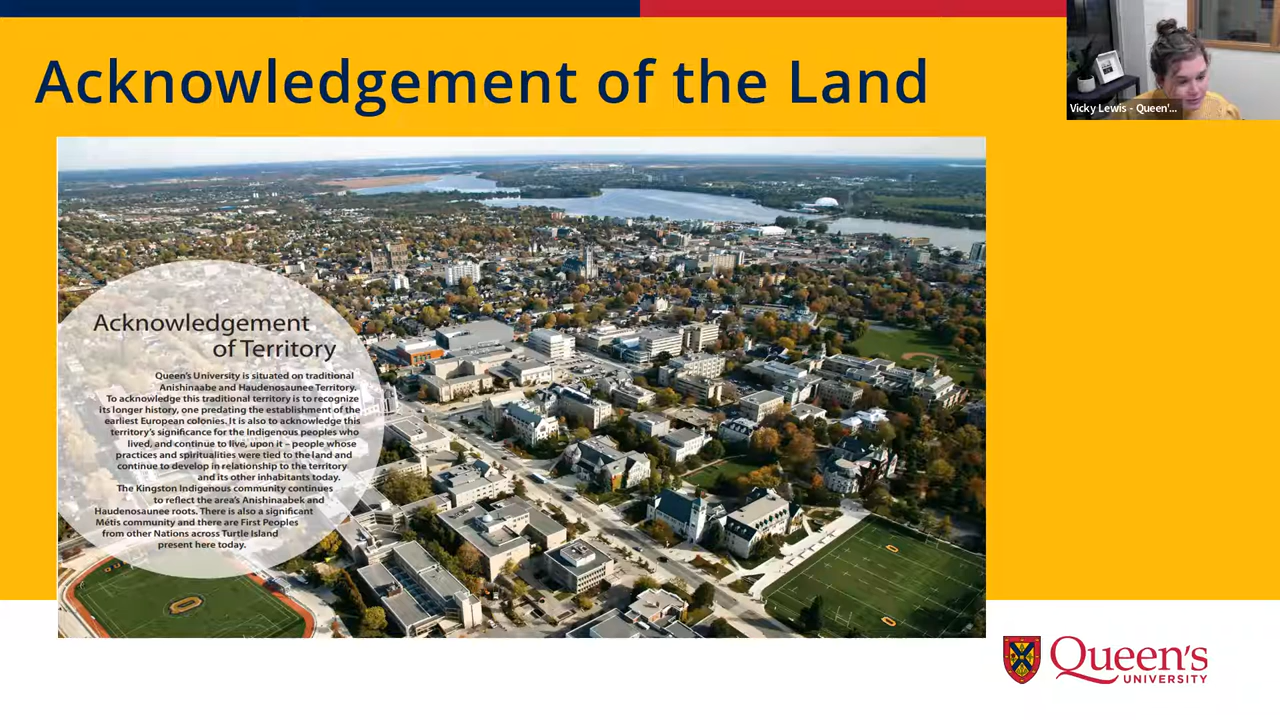 Acknowledgement of the Land
Vicky Lewis - Queen'...
Acknowledgement
of Territory
Queen's University is situated on traditional
Anishinaabe and Haudenosaunee Territory.
To acknowledge this traditional territory is to recognize
its longer history, one predating the establishment of the
earliest European colonies. It is also to acknowledge this
territory's significance for the Indigenous peoples who
lived, and continue to live, upon it – people whose
practices and spiritualities were tied to the land and
continue to develop in relationship to the territory
and its other inhabitants today.
The Kingston Indigenous community continues
to reflect the area's Anishinaabek and
Haudenosaunee roots. There is also a significant
Métis community and there are First Peoples
from other Nations across Turtle Island
present here today.
Queen's
UNIVERSITY